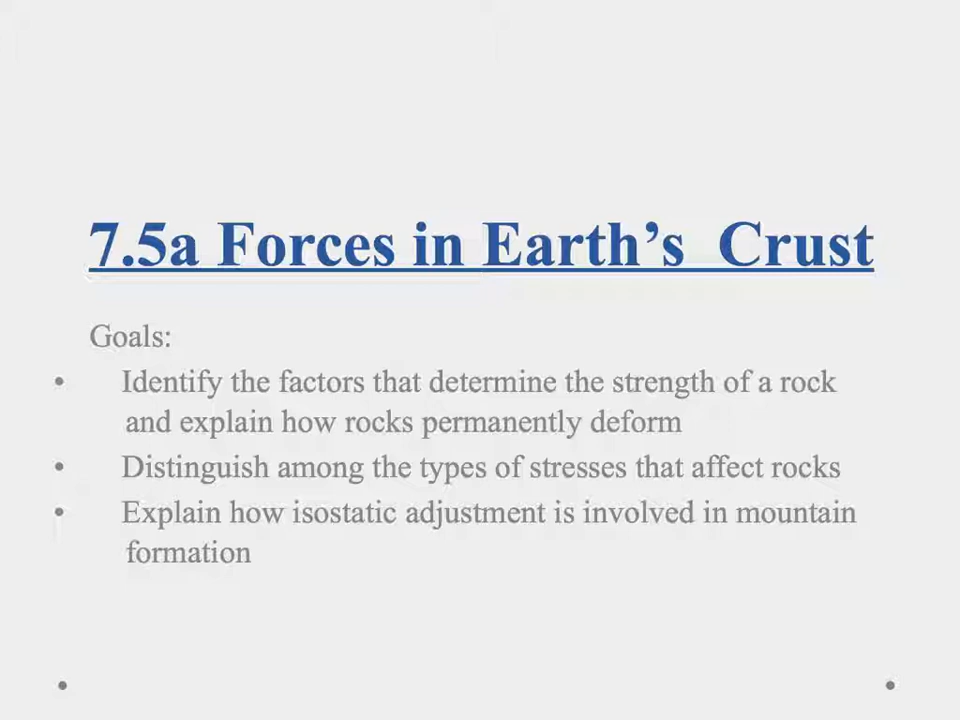 7.5a Forces in Earth’s  Crust
Goals:
• Identify the factors that determine the strength of a rock
and explain how rocks permanently deform
• Distinguish among the types of stresses that affect rocks
• Explain how isostatic adjustment is involved in mountain
formation